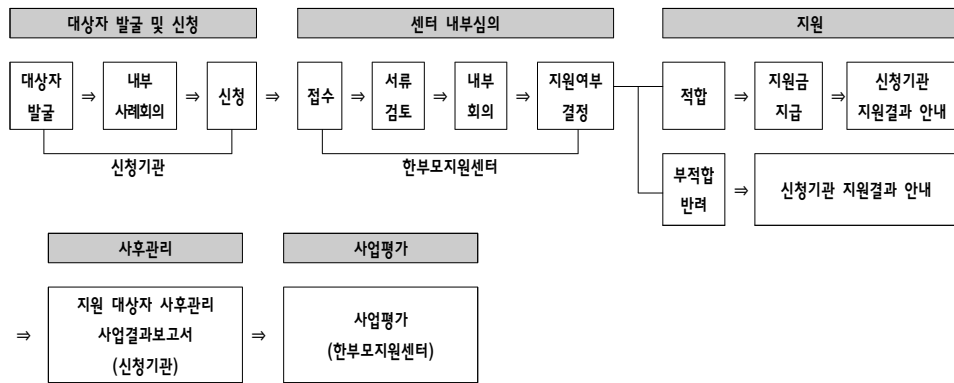 대상자 발굴 및 신청
센터 내부심의
지원
대상자
발굴
⇒
내부
사례회의
⇒
신청
⇒
접수
⇒
서류
검토
⇒
내부
회의
⇒
지원여부
결정
적합
⇒
지원금
지급
⇒
신청기관
지원결과 안내
신청기관
한부모지원센터
부적합
반려
⇒
신청기관 지원결과 안내
사후관리
사업평가
⇒
지원 대상자 사후관리
사업결과보고서
(신청기관)
⇒
사업평가
(한부모지원센터)